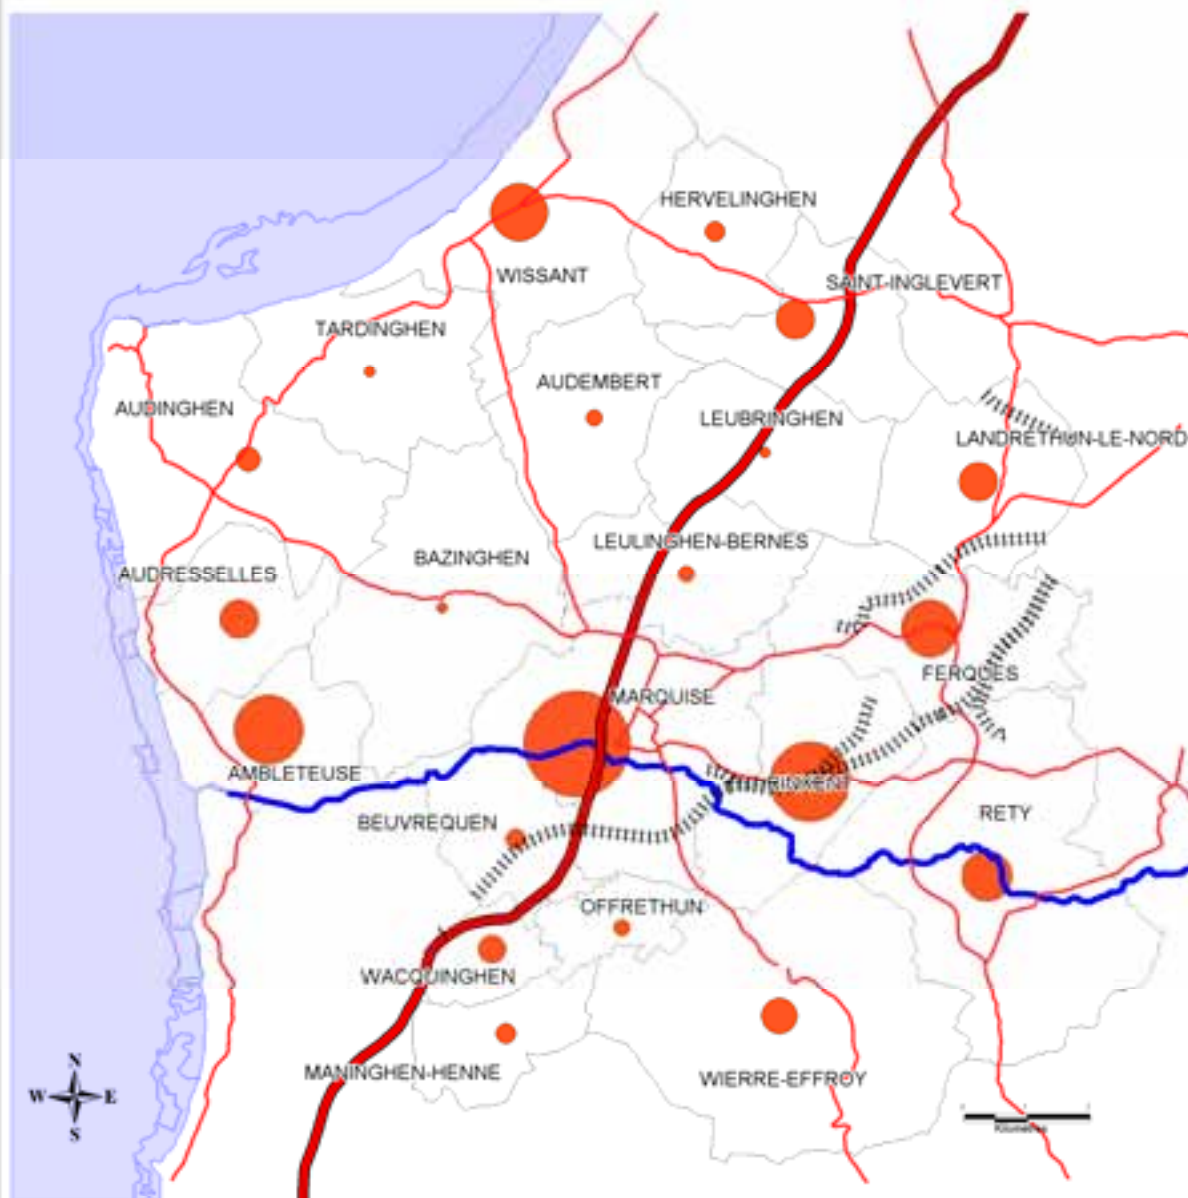 HERVELINGHEN
WISSANT
SAINT-INGLEVERT
TARDINGHEN
AUDEMBERT
AUDINGHEN
LEUBRINGHEN
LANDRETHUN-LE-NORD
LEULINGHEN-BERNES
BAZINGHEN
AUDRESSELLES
FERQUES
MARQUISE
AMBLETEUSE
RINXENT
RETY
BEUVREQUEN
OFFRETHUN
WACQUINGHEN
MANINGHEN-HENNE
WIERRE-EFFROY
N
W E
S